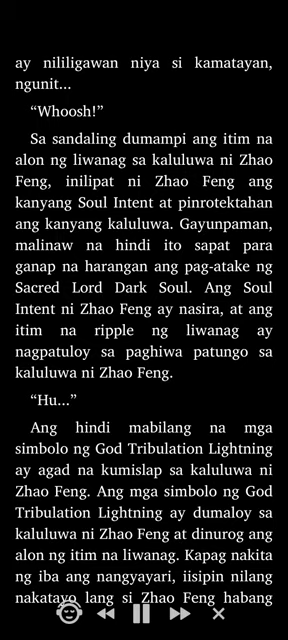 ay nililigawan niya si kamatayan,
ngunit...
“Whoosh!”
Sa sandaling dumampi ang itim na
alon ng liwanag sa kaluluwa ni Zhao
Feng, inilipat ni Zhao Feng ang
kanyang Soul Intent at pinrotektahan
ang kanyang kaluluwa. Gayunpaman,
malinaw na hindi ito sapat para
ganap na harangan ang pag-atake ng
Sacred Lord Dark Soul. Ang Soul
Intent ni Zhao Feng ay nasira, at ang
itim na ripple ng liwanag ay
nagpatuloy sa paghiwa patungo sa
kaluluwa ni Zhao Feng.
“Hu...”
Ang hindi mabilang na mga
simbolo ng God Tribulation Lightning
ay agad na kumislap sa kaluluwa ni
Zhao Feng. Ang mga simbolo ng God
Tribulation Lightning ay dumaloy sa
kaluluwa ni Zhao Feng at dinurog ang
alon ng itim na liwanag. Kapag nakita
ng iba ang nangyayari, iisipin nilang
nakatayo lang si Zhao Feng habang